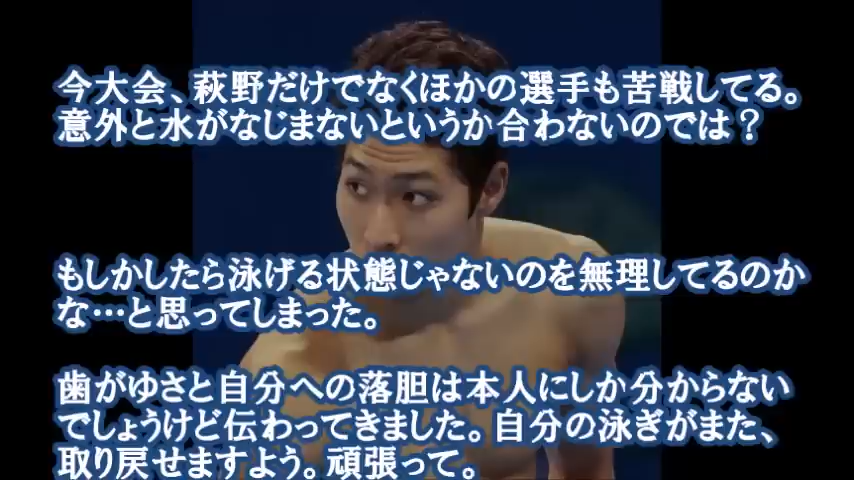 今大会、萩野だけでなくほかの選手も苦戦してる。
意外と水がなじまないというか合わないのでは？
もしかしたら泳げる状態じゃないのを無理してるのか
な…と思ってしまった。
歯がゆさと自分への落胆は本人にしか分からない
でしょうけど伝わってきました。自分の泳ぎがまた、
取り戻せますよう。頑張って。